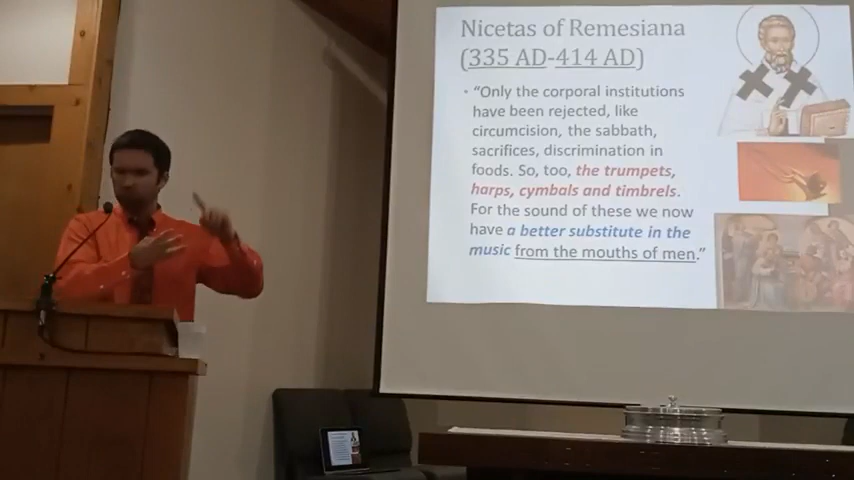 Nicetas of Remesiana
(335 AD-414 AD)
• “Only the corporal institutions
have been rejected, like
circumcision, the sabbath,
sacrifices, discrimination in
foods. So, too, the trumpets,
harps, cymbals and timbrels.
For the sound of these we now
have a better substitute in the
music from the mouths of men.”